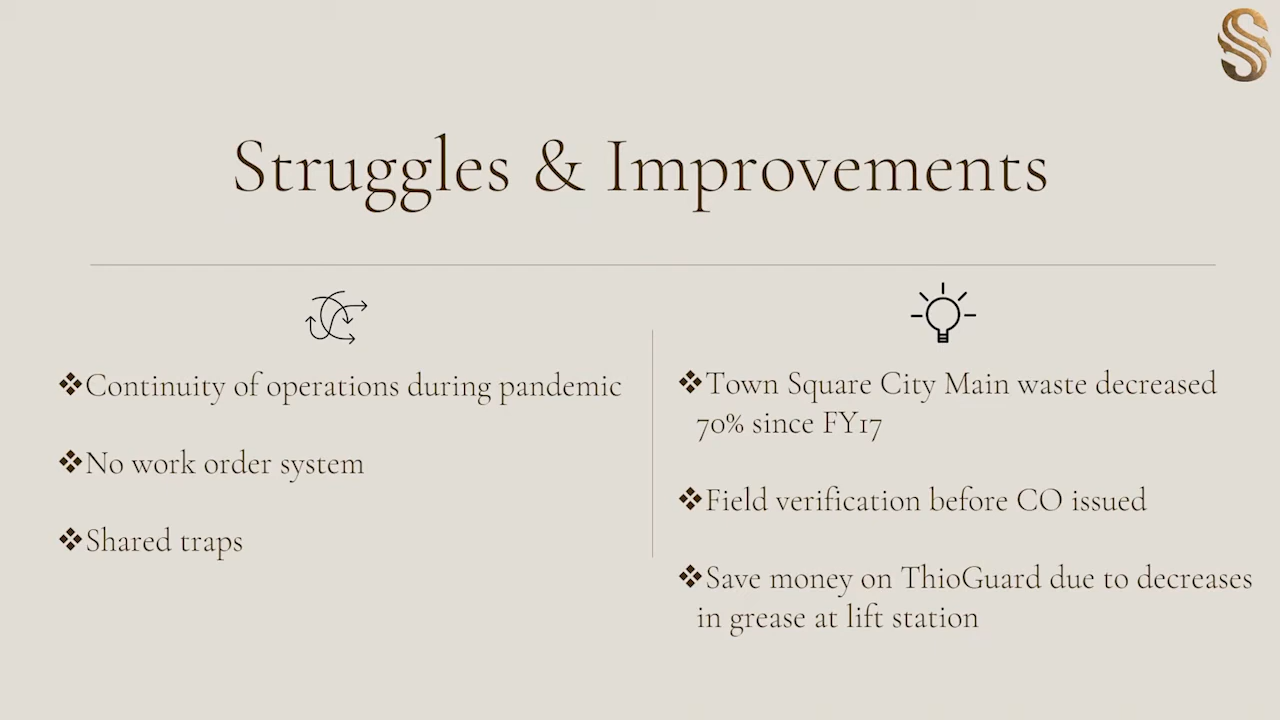 S
Struggles & Improvements
❖Continuity of operations during pandemic
❖No work order system
❖Shared traps
❖Town Square City Main waste decreased
70% since FY17
❖Field verification before CO issued
❖Save money on ThioGuard due to decreases
in grease at lift station